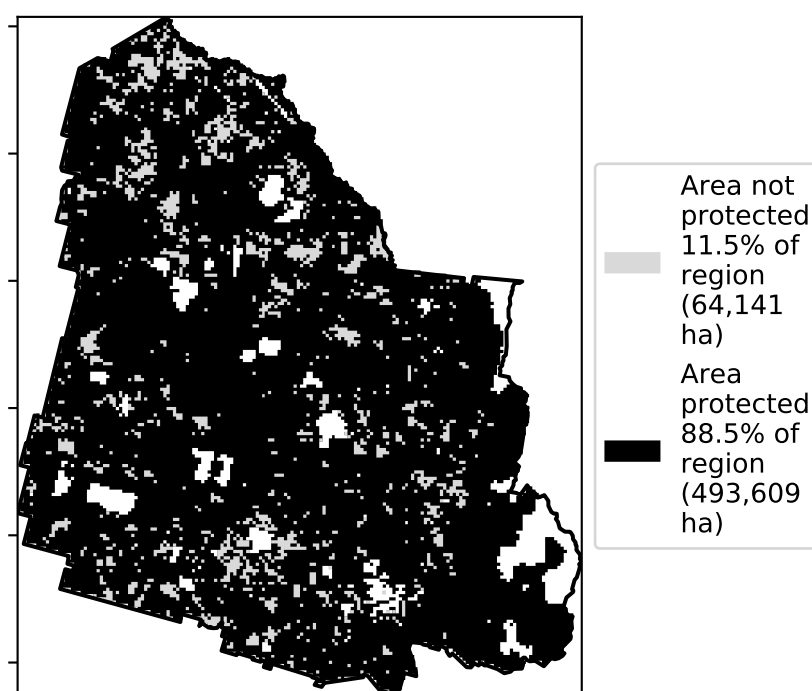 Area not
protected
11.5% of
region
(64,141
ha)
Area
protected
88.5% of
region
(493,609
ha)